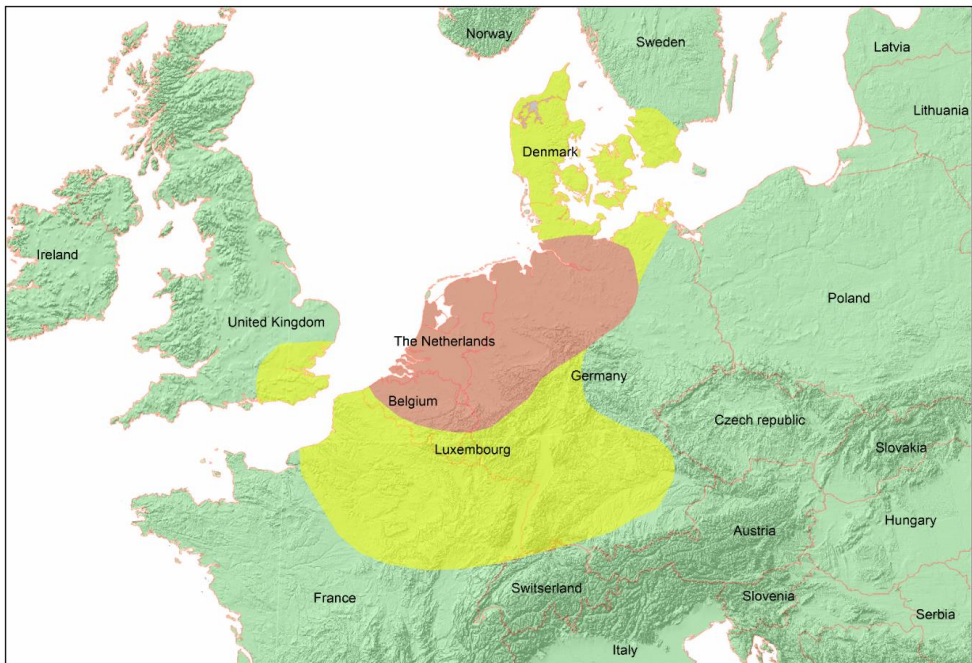 Norway
Sweden
Latvia
Lithuania
Denmark
Ireland
Poland
United Kingdom
The Netherlands
Germany
Belgium
Czech republic
Luxembourg
Slovakia
Hungary
Austria
Switserland
France
Slovenia
Serbia
Italy